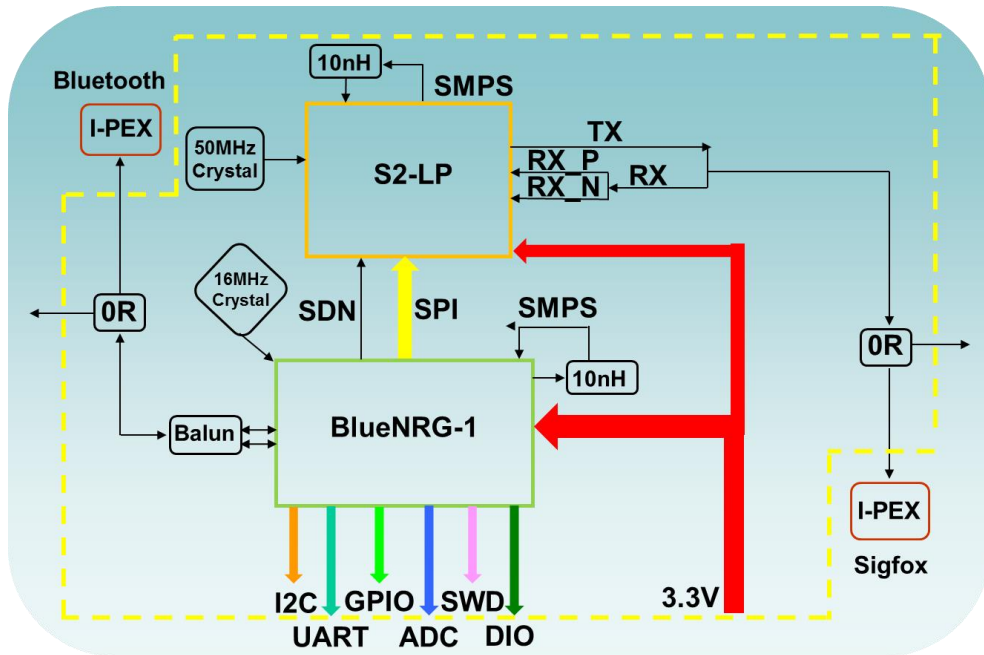 10nH
SMPS
Bluetooth
I-PEX
50MHz
Crystal
S2-LP
TX
RX_P
RX_N
RX
16MHz
Crystal
0R
SDN
SPI
SMPS
10nH
0R
Balun
BlueNRG-1
I-PEX
Sigfox
I2C
GPIO
SWD
3.3V
UART
ADC
DIO